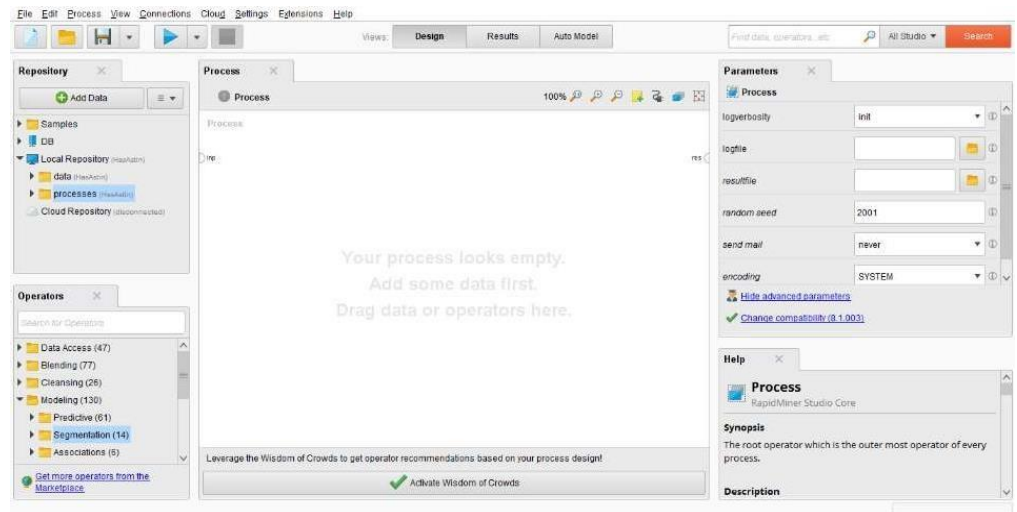 File Edit Process View Connections Cloud Settings Extensions Help
Views: Design Results Auto Model
Find data, operators...etc
All Studio
Search
Repository
Add Data
Samples
DB
Local Repository
data
processes
Cloud Repository (disconnected)
Operators
Search for Operators
Data Access (47)
Blending (77)
Cleansing (26)
Modeling (130)
Predictive (61)
Segmentation (14)
Associations (6)
Get more operators from the
Marketplace
Process
Process
100%
Process
inp
res
Your process looks empty.
Add some data first.
Drag data or operators here.
Leverage the Wisdom of Crowds to get operator recommendations based on your process design!
Activate Wisdom of Crowds
Parameters
Process
logverbosity init
logfile
resultfile
random seed 2001
send mail never
encoding SYSTEM
Hide advanced parameters
Change compatibility (8.1.003)
Help
Process
RapidMiner Studio Core
Synopsis
The root operator which is the outer most operator of every
process.
Description